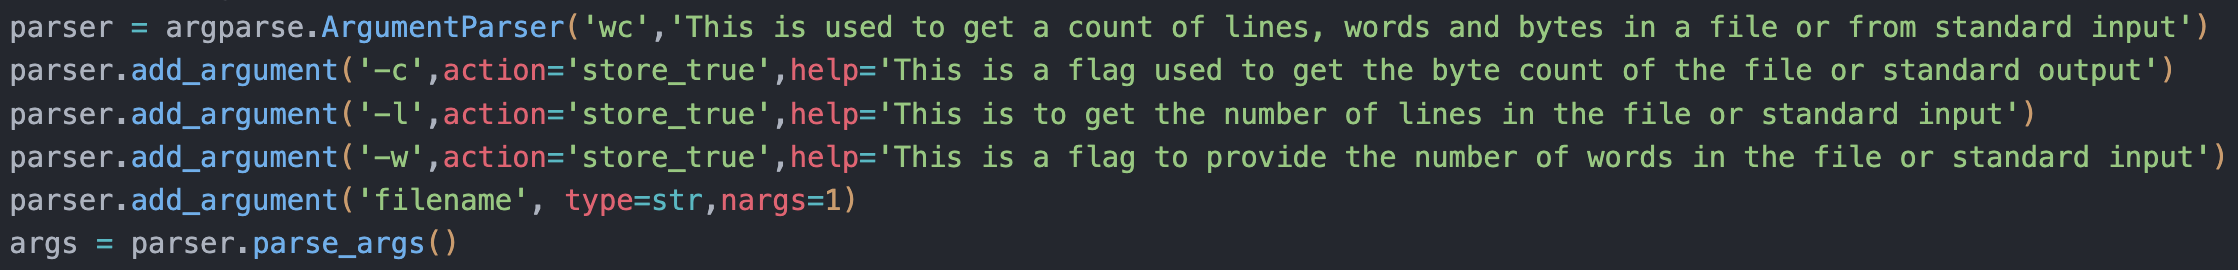 parser = argparse.ArgumentParser('wc','This is used to get a count of lines, words and bytes in a file or from standard input')
parser.add_argument('-c',action='store_true',help='This is a flag used to get the byte count of the file or standard output')
parser.add_argument('-l',action='store_true',help='This is to get the number of lines in the file or standard input')
parser.add_argument('-w',action='store_true',help='This is a flag to provide the number of words in the file or standard input')
parser.add_argument('filename', type=str,nargs=1)
args = parser.parse_args()